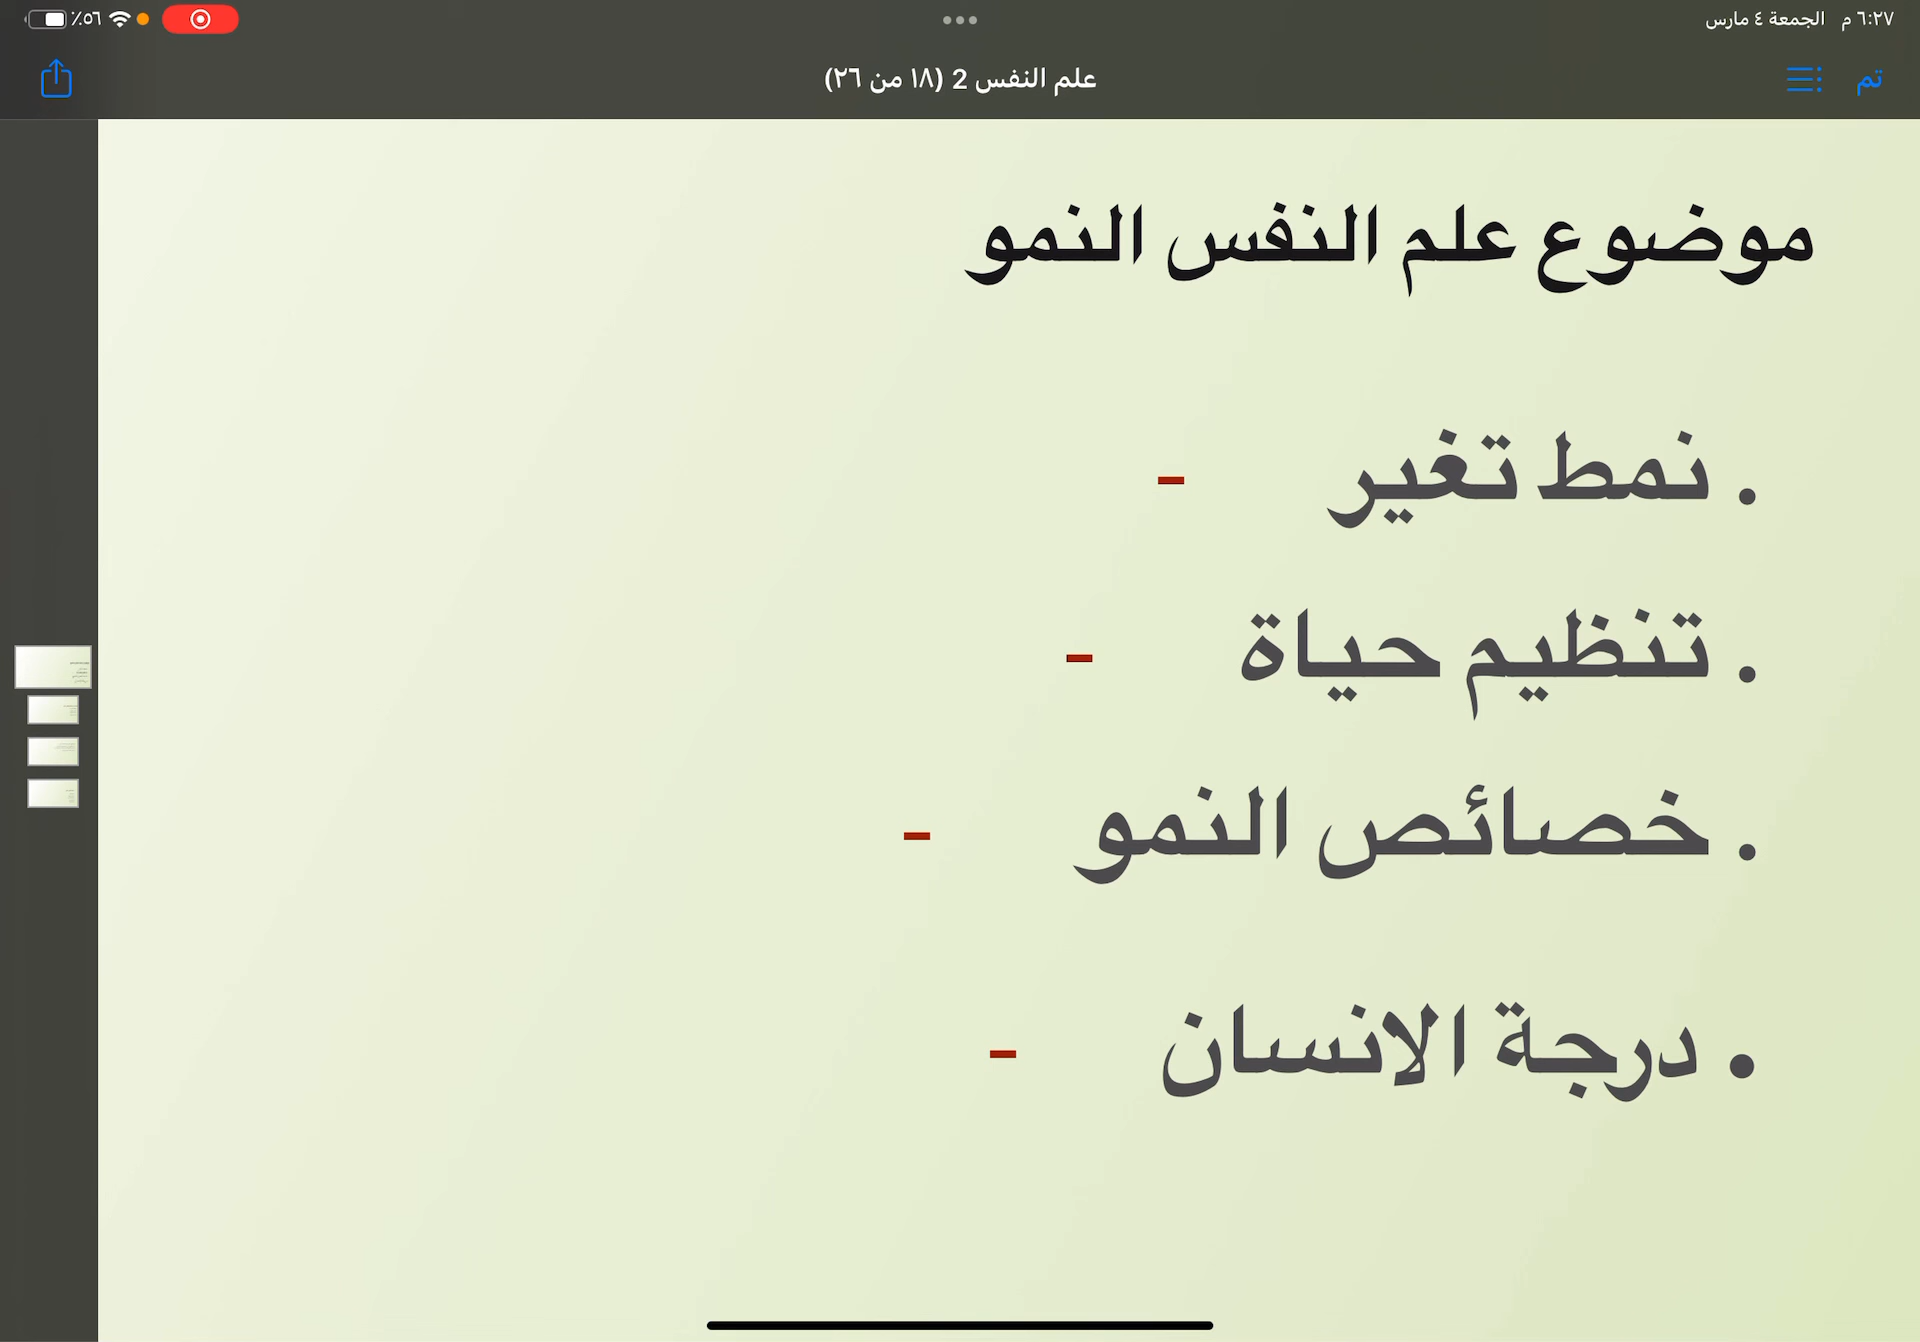 ٦:٢٧ م الجمعة ٤ مارس
٥٦٪
تم
علم النفس 2 (١٨ من ٢٦)
موضوع علم النفس النمو
• نمط تغير -
• تنظيم حياة -
• خصائص النمو -
• درجة الانسان -